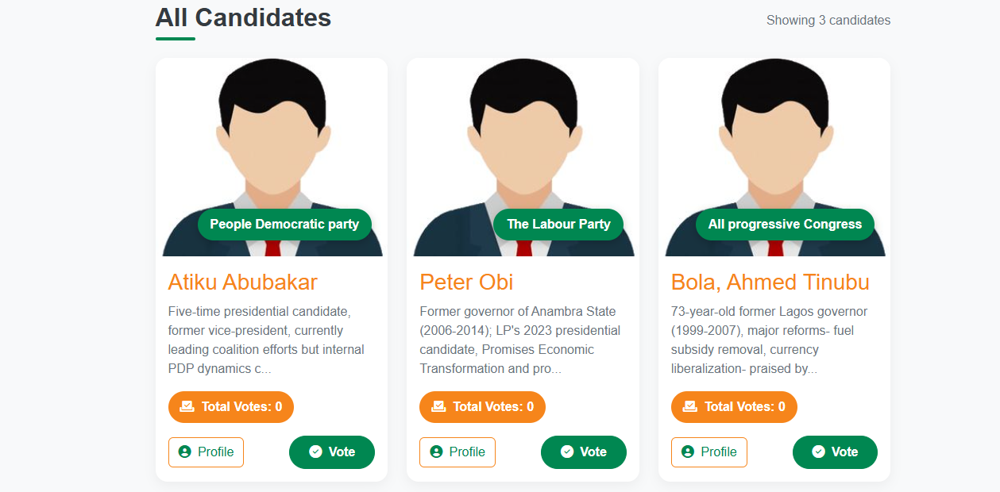 All Candidates
Showing 3 candidates
People Democratic party
Atiku Abubakar
Five-time presidential candidate,
former vice-president, currently
leading coalition efforts but internal
PDP dynamics c...
Total Votes: 0
Profile
Vote
The Labour Party
Peter Obi
Former governor of Anambra State
(2006-2014); LP's 2023 presidential
candidate, Promises Economic
Transformation and pro...
Total Votes: 0
Profile
Vote
All progressive Congress
Bola, Ahmed Tinubu
73-year-old former Lagos governor
(1999-2007), major reforms- fuel
subsidy removal, currency
liberalization- praised by...
Total Votes: 0
Profile
Vote